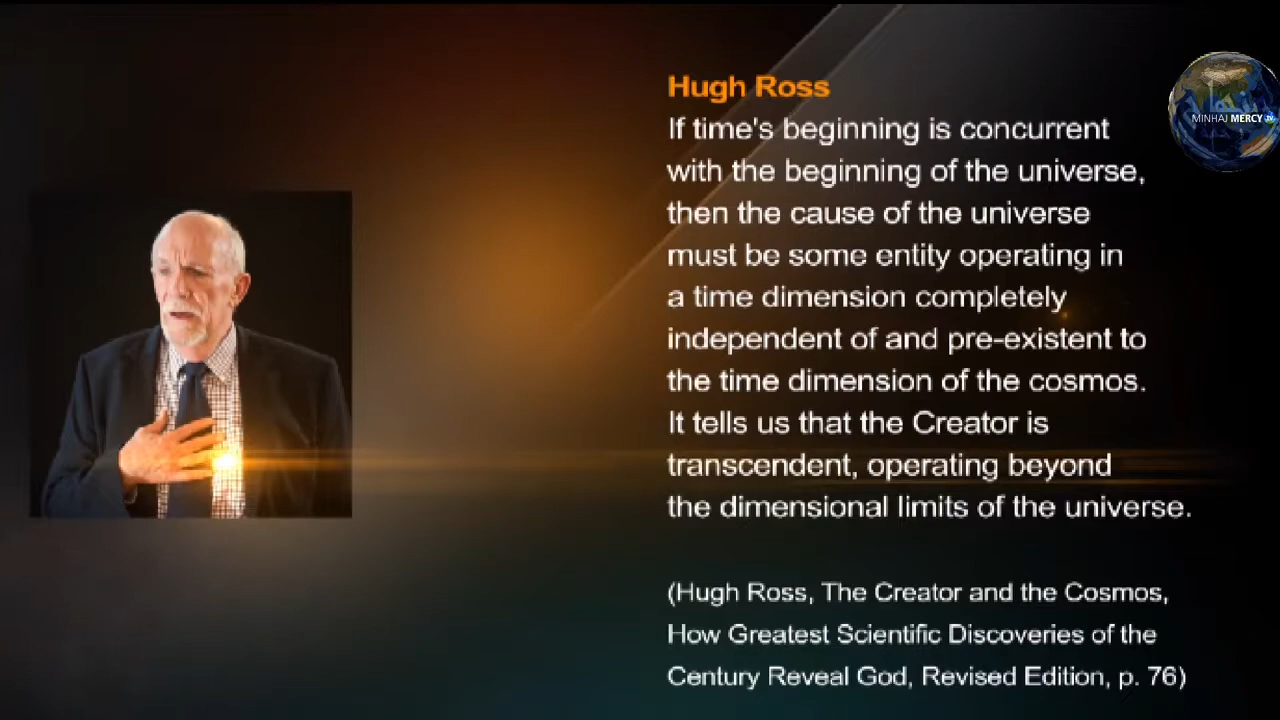 Hugh Ross
If time's beginning is concurrent
with the beginning of the universe,
then the cause of the universe
must be some entity operating in
a time dimension completely
independent of and pre-existent to
the time dimension of the cosmos.
It tells us that the Creator is
transcendent, operating beyond
the dimensional limits of the universe.
(Hugh Ross, The Creator and the Cosmos,
How Greatest Scientific Discoveries of the
Century Reveal God, Revised Edition, p. 76)
MINHAJ MERCY.tv